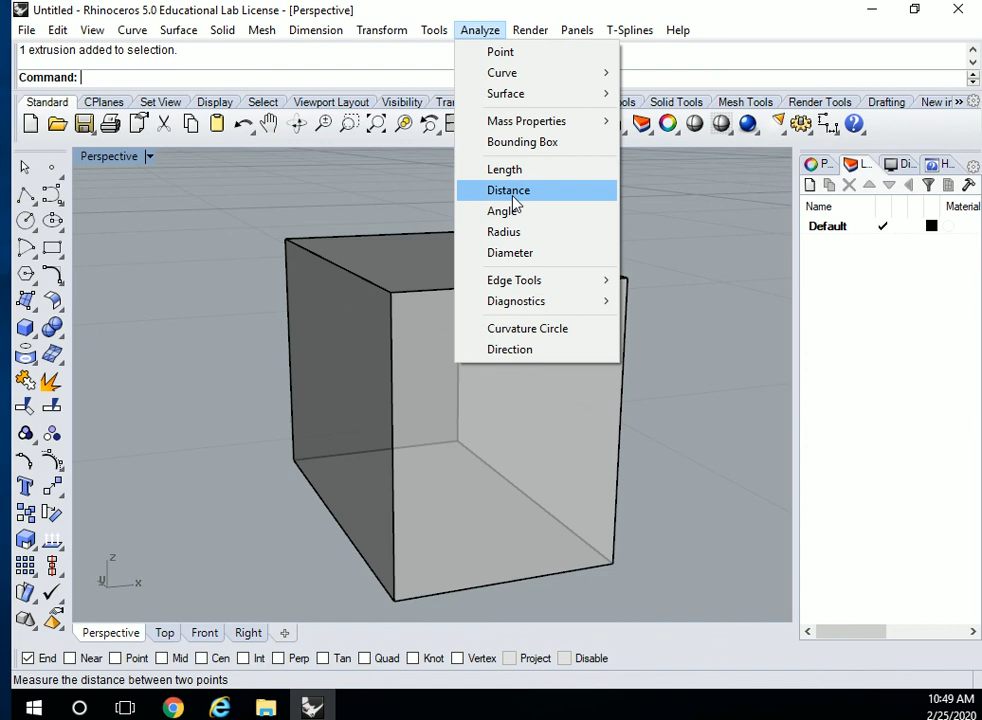 Untitled - Rhinoceros 5.0 Educational Lab License - [Perspective]
File Edit View Curve Surface Solid Mesh Dimension Transform Tools Analyze Render Panels T-Splines Help
1 extrusion added to selection.
Command:
Standard CPlanes Set View Display Select Viewport Layout Visibility Solid Tools Mesh Tools Render Tools Drafting
Point
Curve
Surface
Mass Properties
Bounding Box
Length
Distance
Angle
Radius
Diameter
Edge Tools
Diagnostics
Curvature Circle
Direction
Perspective
P... L... Di... H...
Name Material
Default
z
x
Perspective Top Front Right
End Near Point Mid Cen Int Perp Tan Quad Knot Vertex Project Disable
Measure the distance between two points
10:49 AM
2/25/2020